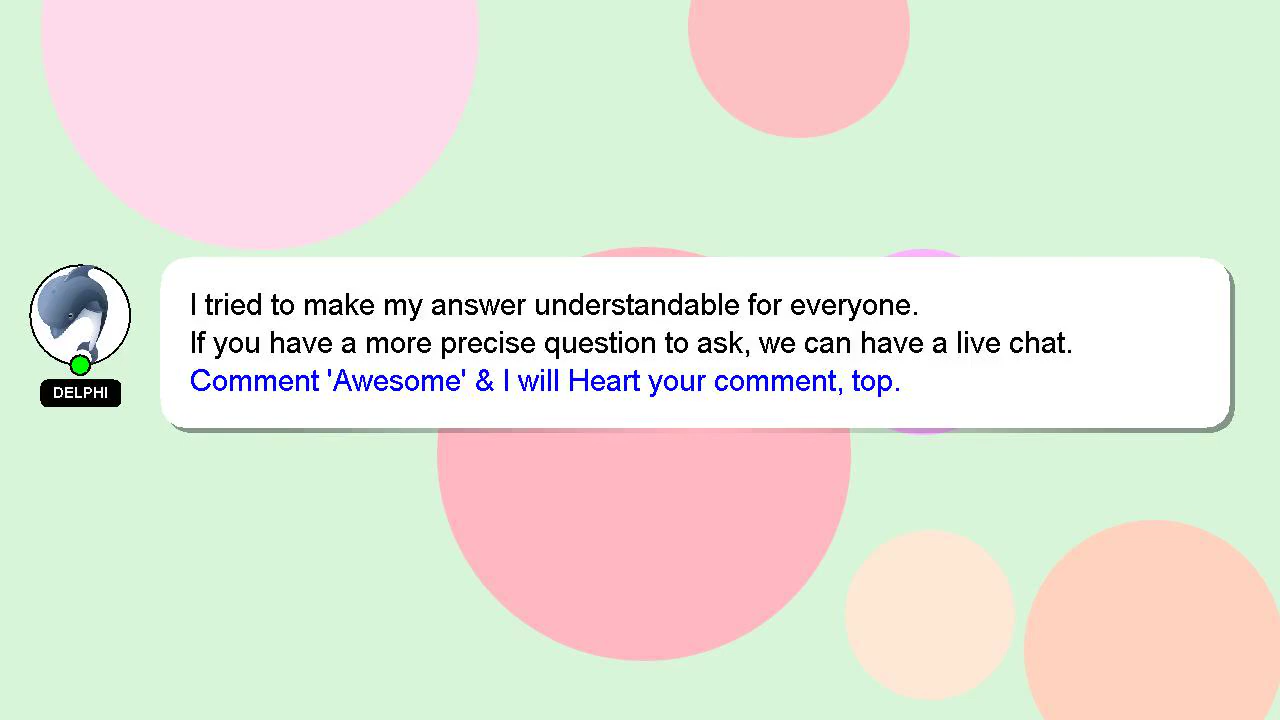 I tried to make my answer understandable for everyone.
If you have a more precise question to ask, we can have a live chat.
Comment 'Awesome' & I will Heart your comment, top.
DELPHI